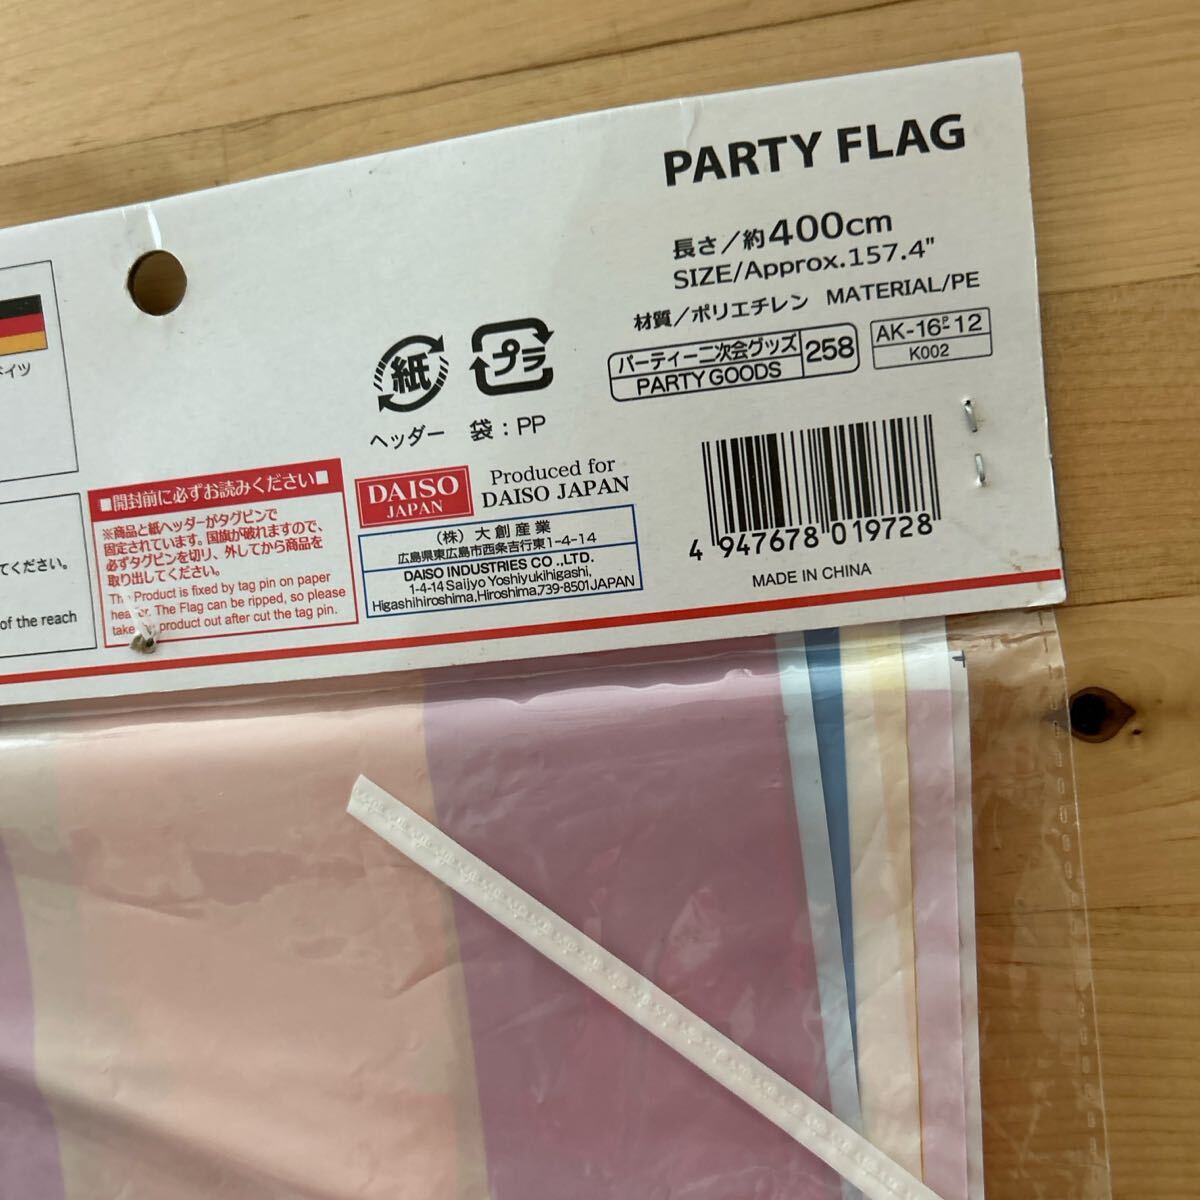 PARTY FLAG
長さ／約400cm
SIZE/Approx.157.4"
材質／ポリエチレン MATERIAL/PE
パーティー二次会グッズ 258
PARTY GOODS
AK-16P-12
K002
紙
プラ
ヘッダー 袋：PP
イツ
てください。
of the reach
■開封前に必ずお読みください■
※商品と紙ヘッダーがタグピンで
固定されています。国旗が破れますので、
必ずタグピンを切り、外してから商品を
取り出してください。
The Product is fixed by tag pin on paper
header. The Flag can be ripped, so please
take product out after cut the tag pin.
DAISO
JAPAN
Produced for
DAISO JAPAN
(株) 大創産業
広島県東広島市西条吉行東1-4-14
DAISO INDUSTRIES CO .,LTD.
1-4-14 Saijyo Yoshiyukihigashi,
Higashihiroshima,Hiroshima,739-8501JAPAN
4 947678 019728
MADE IN CHINA